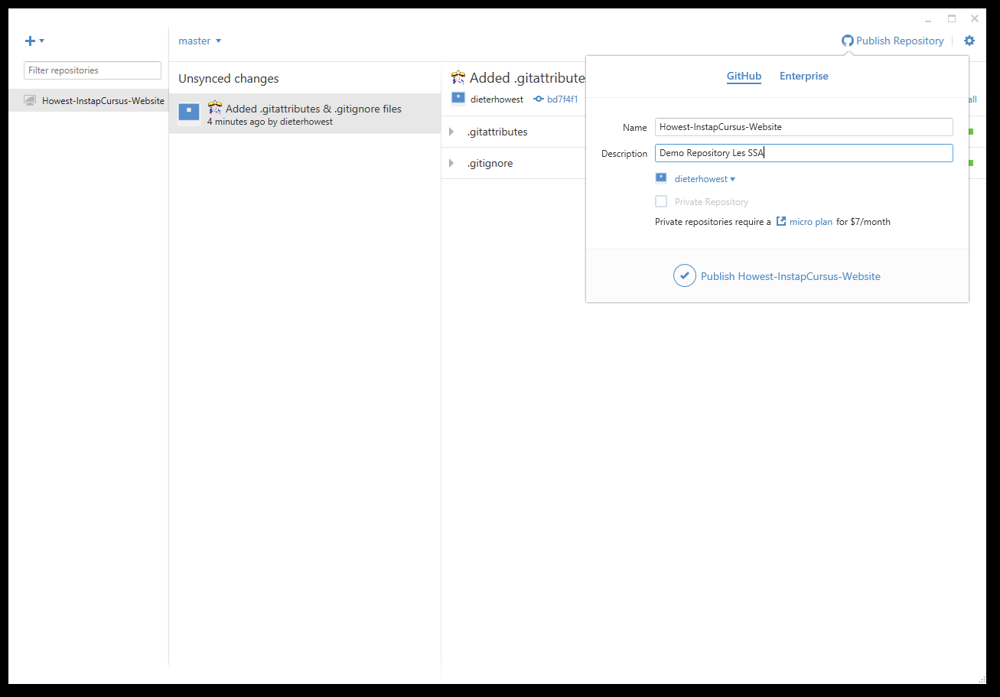 master
Publish Repository
Filter repositories
Howest-InstapCursus-Website
Unsynced changes
Added .gitattributes & .gitignore files
4 minutes ago by dieterhowest
Added .gitattribute
dieterhowest
bd7f4f1
all
.gitattributes
.gitignore
GitHub
Enterprise
Name
Howest-InstapCursus-Website
Description
Demo Repository Les SSA
dieterhowest
Private Repository
Private repositories require a micro plan for $7/month
Publish Howest-InstapCursus-Website